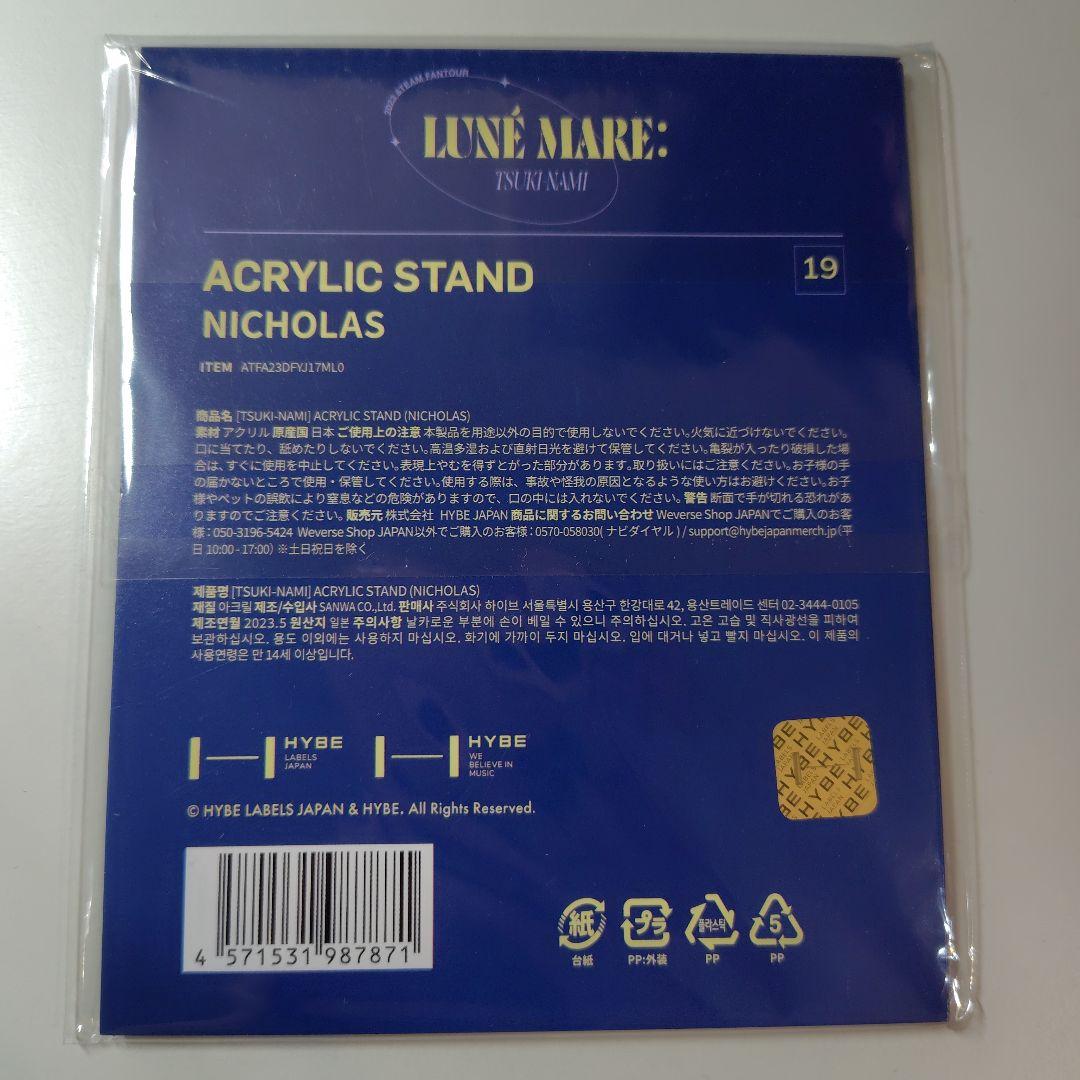 2023 &TEAM FANTOUR
LUNÉ MARE:
TSUKI NAMI
ACRYLIC STAND
19
NICHOLAS
ITEM ATFA23DFYJ17ML0
商品名 [TSUKI-NAMI] ACRYLIC STAND (NICHOLAS)
素材 アクリル 原産国 日本 ご使用上の注意 本製品を用途以外の目的で使用しないでください。火気に近づけないでください。
口に当てたり、舐めたりしないでください。高温多湿および直射日光を避けて保管してください。亀裂が入ったり破損した場
合は、すぐに使用を中止してください。表現上やむを得ずとがった部分があります。取り扱いにはご注意ください。お子様の手
の届かないところで使用・保管してください。使用する際は、事故や怪我の原因となるような使い方はお避けください。お子
様やペットの誤飲により窒息などの危険がありますので、口の中には入れないでください。 警告 断面で手が切れる恐れがあ
りますのでご注意ください。 販売元 株式会社 HYBE JAPAN 商品に関するお問い合わせ Weverse Shop JAPANでご購入のお客
様：050-3196-5424 Weverse Shop JAPAN以外でご購入のお客様：0570-058030( ナビダイヤル ) / support@hybejapanmerch.jp（平
日 10:00 - 17:00）※土日祝日を除く
제품명 [TSUKI-NAMI] ACRYLIC STAND (NICHOLAS)
재질 아크릴 제조/수입사 SANWA CO.,Ltd. 판매사 주식회사 하이브 서울특별시 용산구 한강대로 42, 용산트레이드 센터 02-3444-0105
제조연월 2023.5 원산지 일본 주의사항 날카로운 부분에 손이 베일 수 있으니 주의하십시오. 고온 고습 및 직사광선을 피하여
보관하십시오. 용도 이외에는 사용하지 마십시오. 화기에 가까이 두지 마십시오. 입에 대거나 넣고 빨지 마십시오. 이 제품의
사용연령은 만 14세 이상입니다.
HYBE
LABELS
JAPAN
HYBE
WE
BELIEVE IN
MUSIC
HYBE
© HYBE LABELS JAPAN & HYBE. All Rights Reserved.
4 571531 987871
紙
台紙
プラ
PP:外装
플라스틱
PP
5
PP